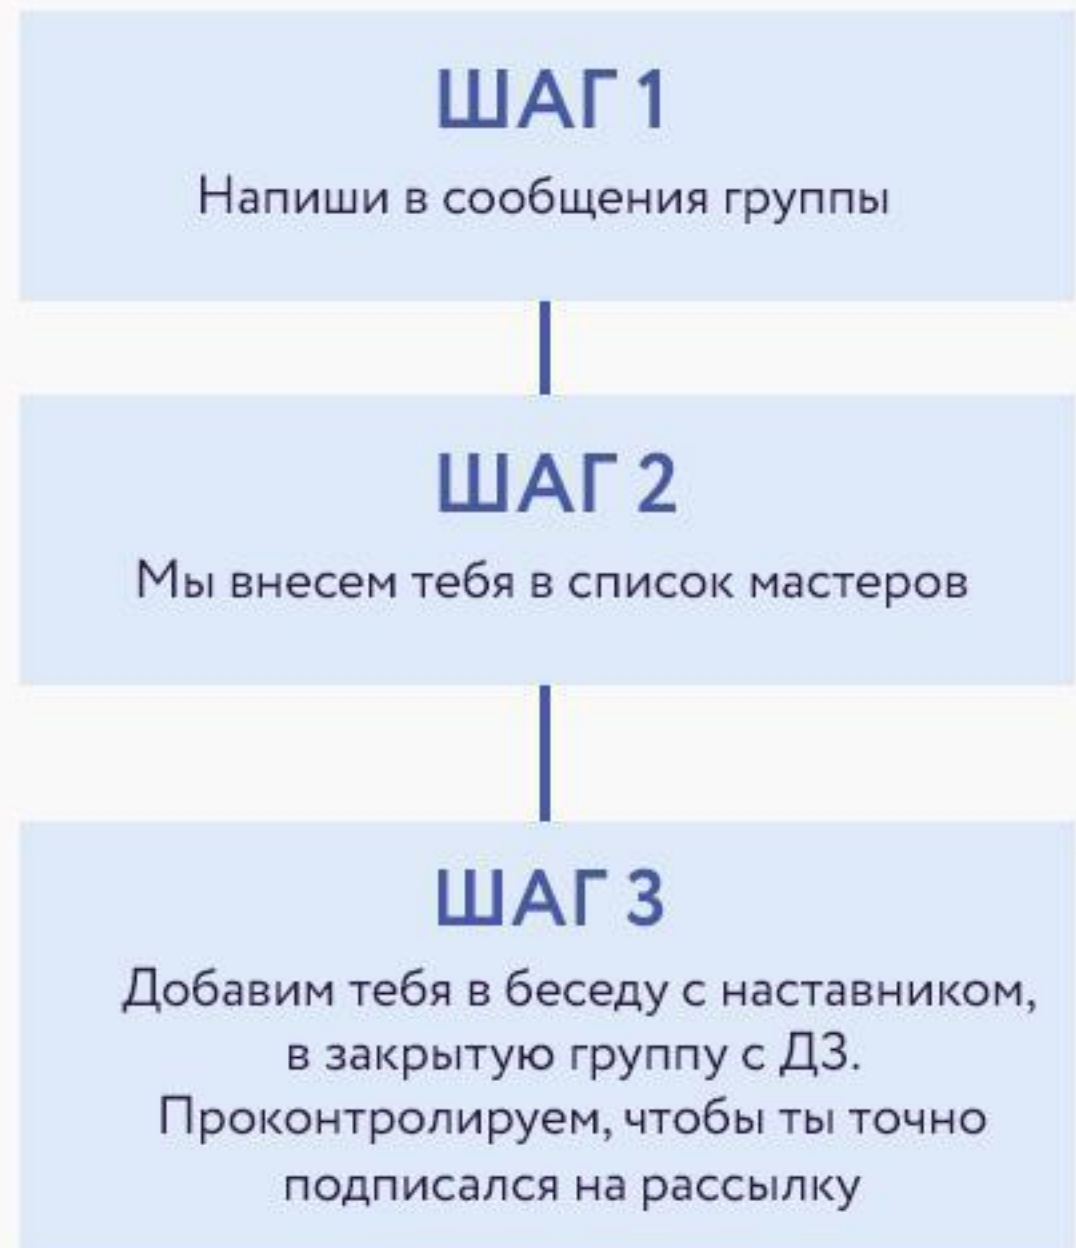 ШАГ 1
Напиши в сообщения группы
ШАГ 2
Мы внесем тебя в список мастеров
ШАГ 3
Добавим тебя в беседу с наставником,
в закрытую группу с ДЗ.
Проконтролируем, чтобы ты точно
подписался на рассылку